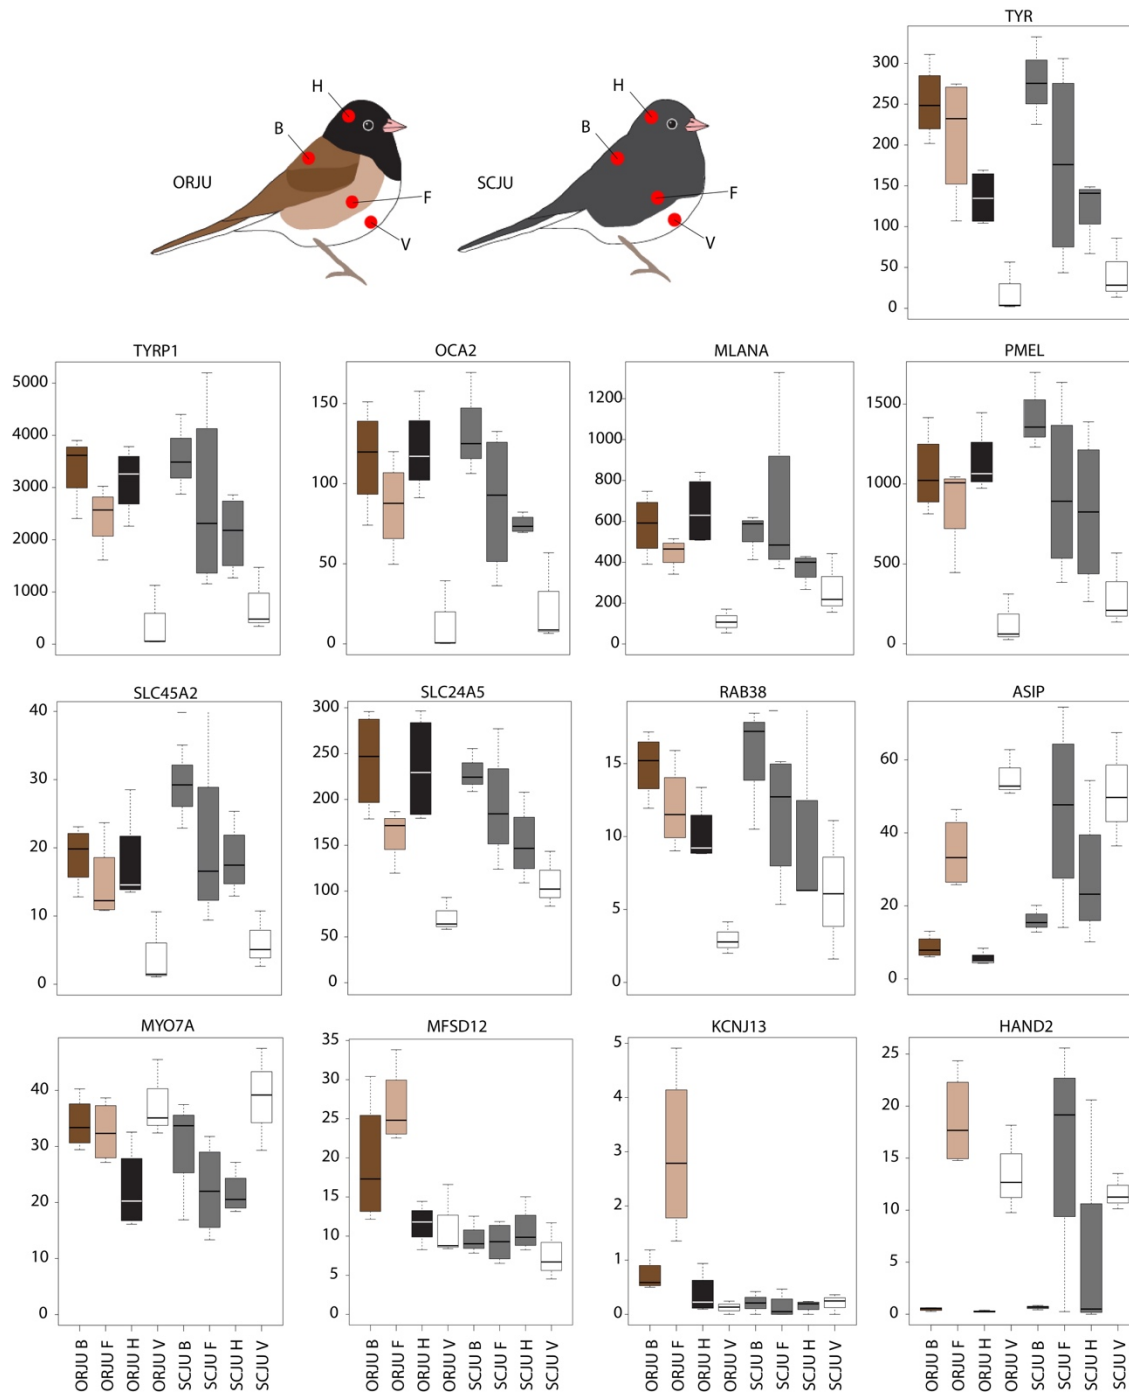 TYR
H
B
ORJU
F
V
H
B
SCJU
F
V
300
250
200
150
100
50
0
TYRP1
OCA2
MLANA
PMEL
5000
4000
3000
2000
1000
0
150
100
50
0
1200
1000
800
600
400
200
0
1500
1000
500
0
SLC45A2
SLC24A5
RAB38
ASIP
40
30
20
10
0
300
250
200
150
100
50
0
15
10
5
0
60
40
20
0
MYO7A
MFSD12
KCNJ13
HAND2
40
30
20
10
0
35
30
25
20
15
10
5
0
5
4
3
2
1
0
25
20
15
10
5
0
ORJU B
ORJU F
ORJU H
ORJU V
SCJU B
SCJU F
SCJU H
SCJU V
ORJU B
ORJU F
ORJU H
ORJU V
SCJU B
SCJU F
SCJU H
SCJU V
ORJU B
ORJU F
ORJU H
ORJU V
SCJU B
SCJU F
SCJU H
SCJU V
ORJU B
ORJU F
ORJU H
ORJU V
SCJU B
SCJU F
SCJU H
SCJU V